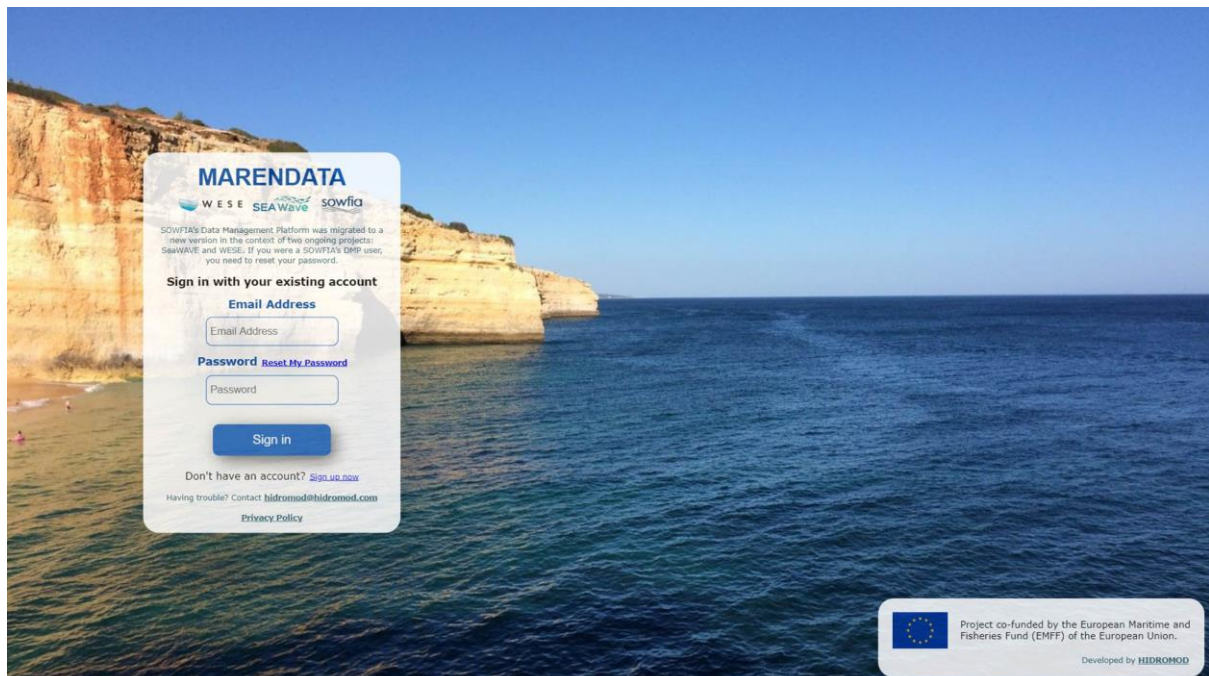 MARENDATA
WESE SEAWave sowfia
SOWFIA's Data Management Platform was migrated to a
new version in the context of two ongoing projects:
SeaWAVE and WESE. If you were a SOWFIA's DMP user,
you need to reset your password.
Sign in with your existing account
Email Address
Email Address
Password Reset My Password
Password
Sign in
Don't have an account? Sign up now
Having trouble? Contact hidromod@hidromod.com
Privacy Policy
Project co-funded by the European Maritime and
Fisheries Fund (EMFF) of the European Union.
Developed by HIDROMOD